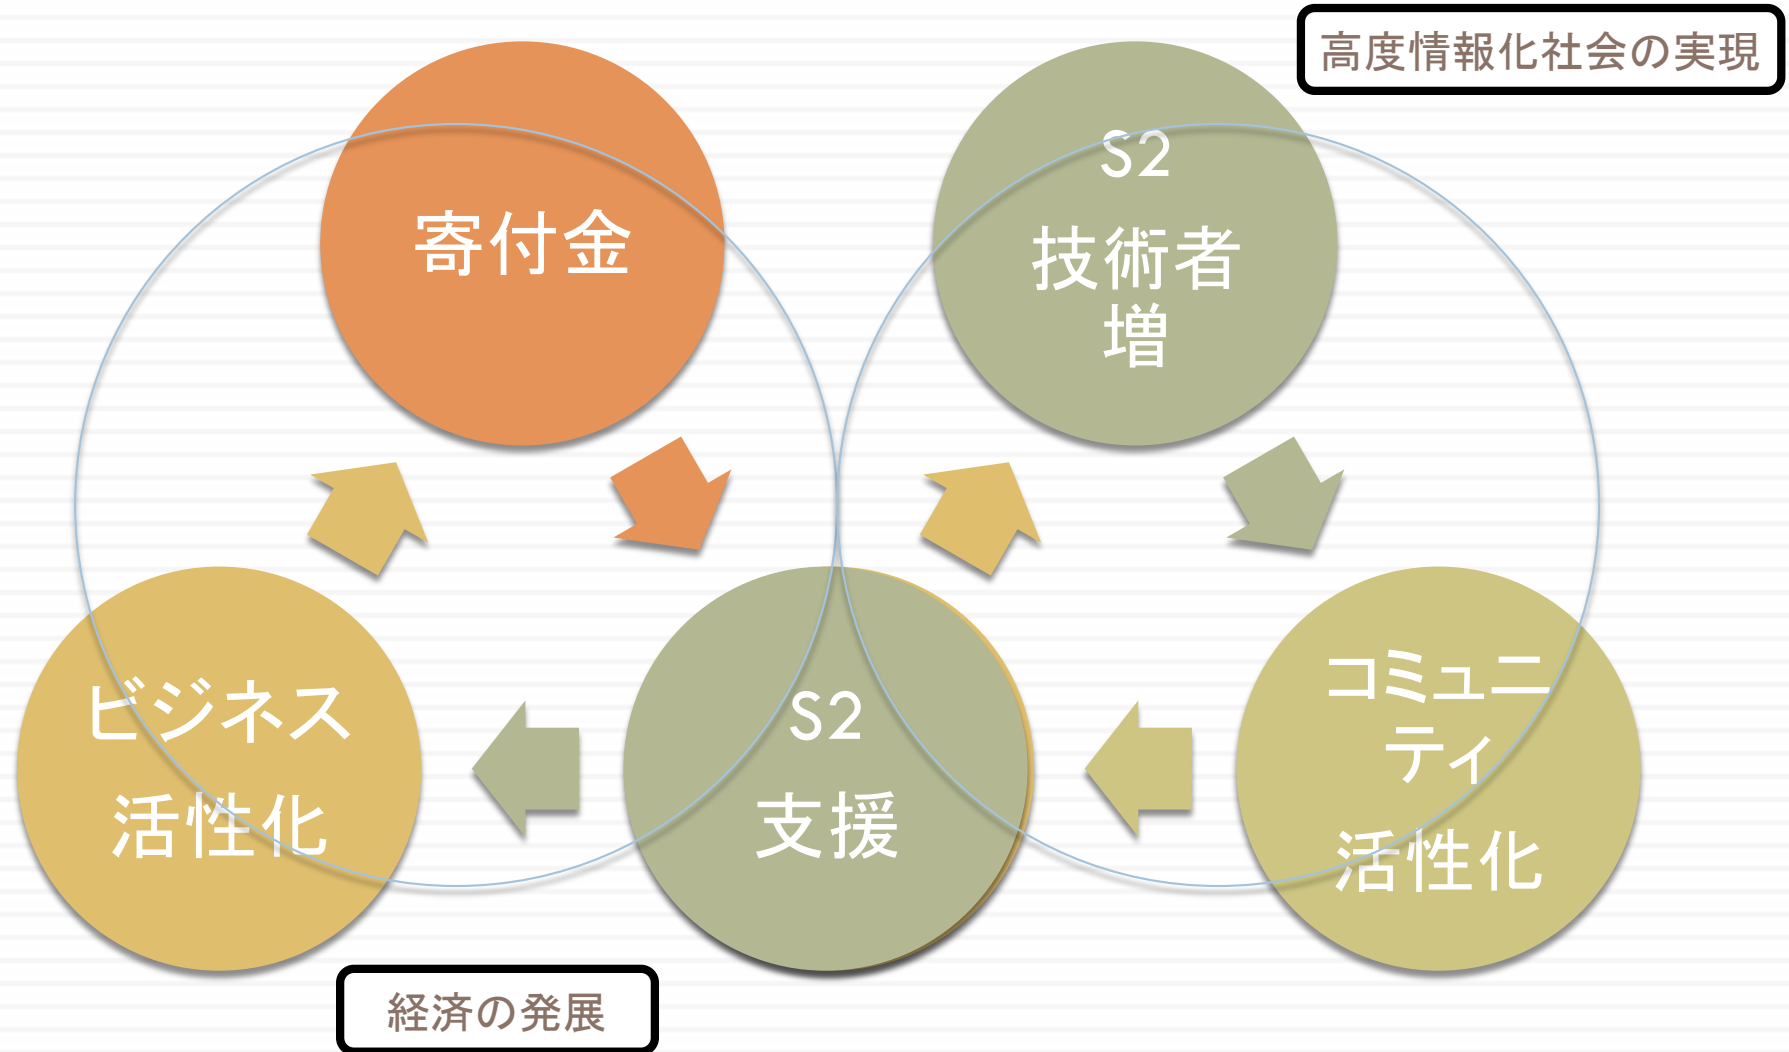 高度情報化社会の実現
寄付金
S2
技術者
増
ビジネス
活性化
S2
支援
コミュニ
ティ
活性化
経済の発展